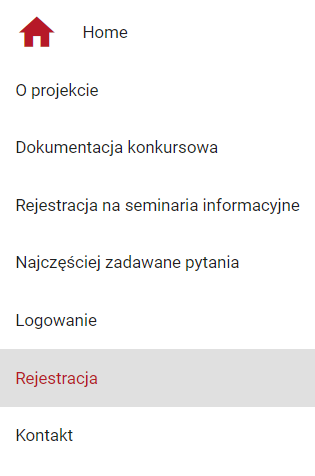 Home
O projekcie
Dokumentacja konkursowa
Rejestracja na seminaria informacyjne
Najczęściej zadawane pytania
Logowanie
Rejestracja
Kontakt